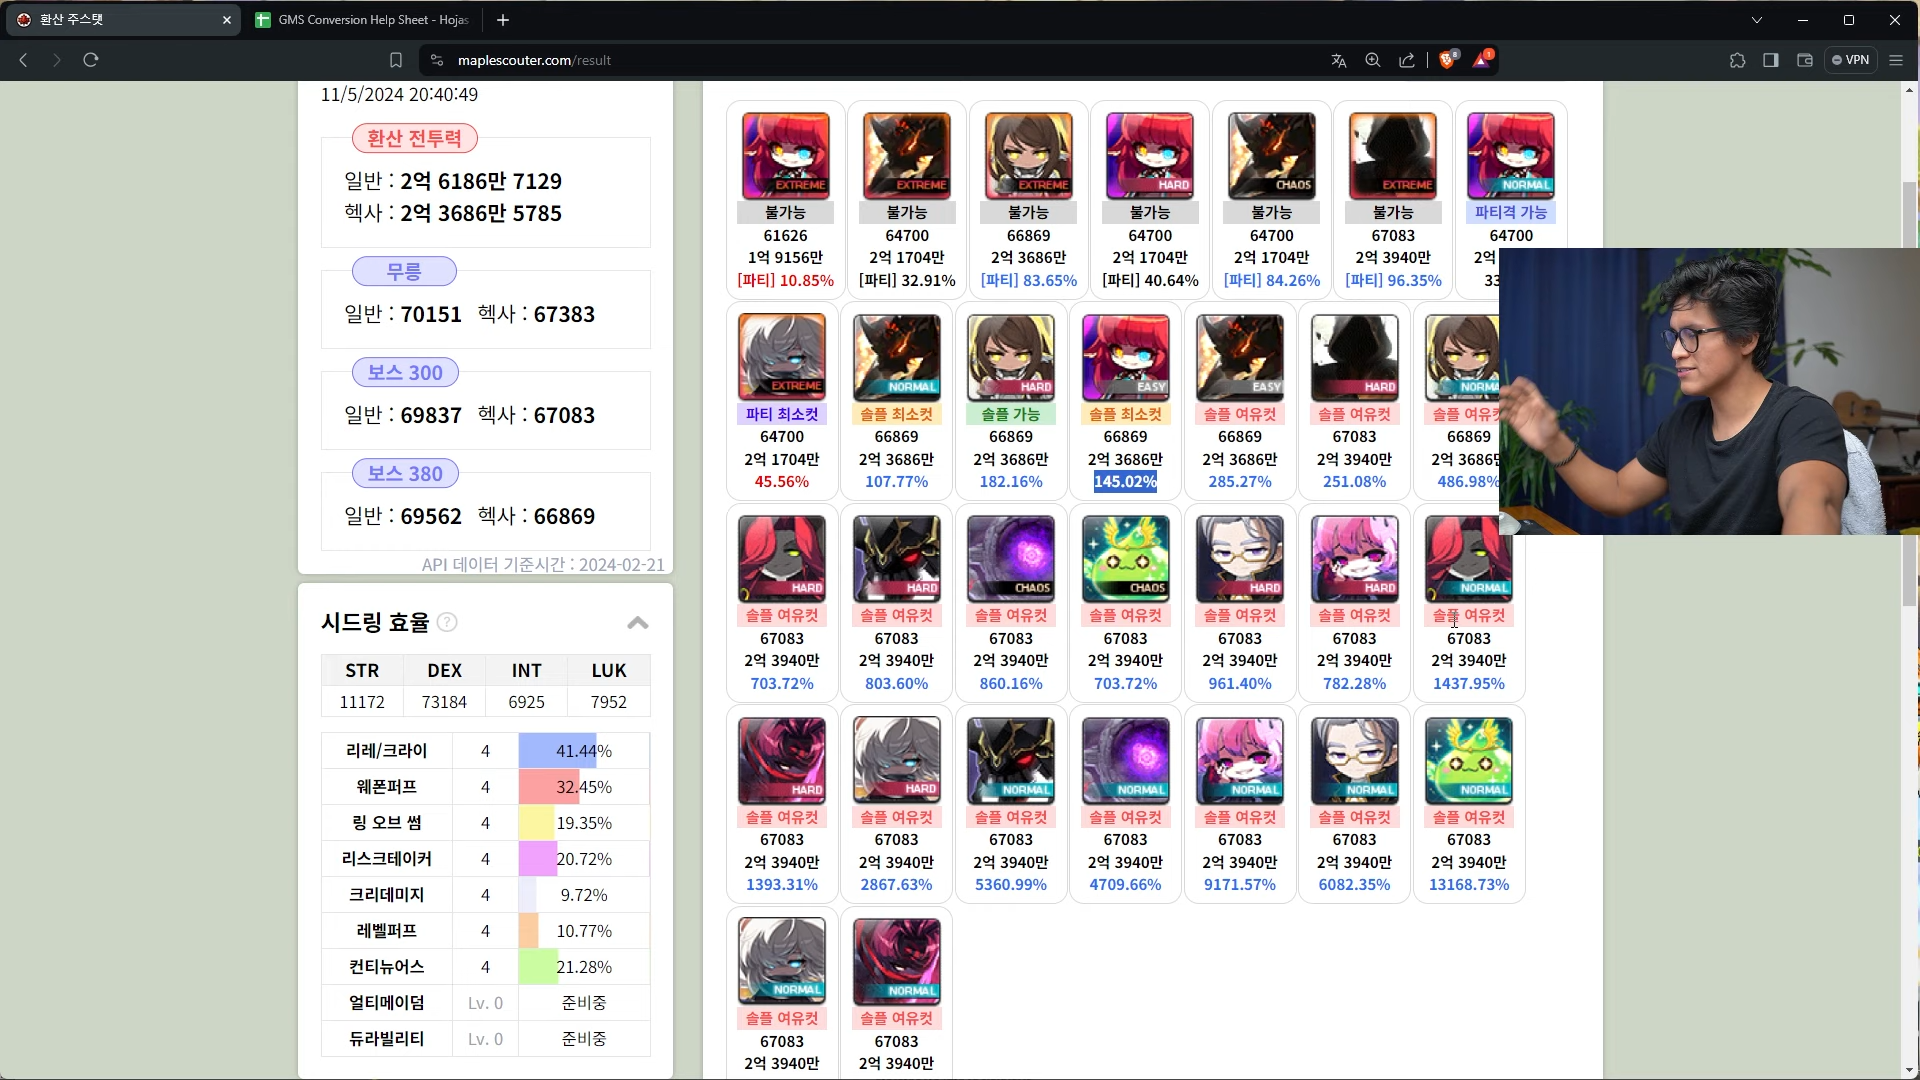 환산 주스탯
GMS Conversion Help Sheet - Hojas
maplescouter.com/result
8
1
VPN
11/5/2024 20:40:49
환산 전투력
일반 : 2억 6186만 7129
헥사 : 2억 3686만 5785
무릉
일반 : 70151 헥사 : 67383
보스 300
일반 : 69837 헥사 : 67083
보스 380
일반 : 69562 헥사 : 66869
API 데이터 기준시간 : 2024-02-21
시드링 효율 ?
STR DEX INT LUK
11172 73184 6925 7952
리레/크라이 4 41.44%
웨폰퍼프 4 32.45%
링 오브 썸 4 19.35%
리스크테이커 4 20.72%
크리데미지 4 9.72%
레벨퍼프 4 10.77%
컨티뉴어스 4 21.28%
얼티메이덤 Lv. 0 준비중
듀라빌리티 Lv. 0 준비중
EXTREME EXTREME EXTREME HARD CHAOS EXTREME NORMAL
불가능 불가능 불가능 불가능 불가능 불가능 파티격 가능
61626 64700 66869 64700 64700 67083 64700
1억 9156만 2억 1704만 2억 3686만 2억 1704만 2억 1704만 2억 3940만 2억
[파티] 10.85% [파티] 32.91% [파티] 83.65% [파티] 40.64% [파티] 84.26% [파티] 96.35% 33
EXTREME NORMAL HARD EASY EASY HARD NORMA
파티 최소컷 솔플 최소컷 솔플 가능 솔플 최소컷 솔플 여유컷 솔플 여유컷 솔플 여유컷
64700 66869 66869 66869 66869 67083 66869
2억 1704만 2억 3686만 2억 3686만 2억 3686만 2억 3686만 2억 3940만 2억 3686만
45.56% 107.77% 182.16% 145.02% 285.27% 251.08% 486.98%
HARD HARD CHAOS CHAOS HARD HARD NORMAL
솔플 여유컷 솔플 여유컷 솔플 여유컷 솔플 여유컷 솔플 여유컷 솔플 여유컷 솔플 여유컷
67083 67083 67083 67083 67083 67083 67083
2억 3940만 2억 3940만 2억 3940만 2억 3940만 2억 3940만 2억 3940만 2억 3940만
703.72% 803.60% 860.16% 703.72% 961.40% 782.28% 1437.95%
HARD HARD NORMAL NORMAL NORMAL NORMAL NORMAL
솔플 여유컷 솔플 여유컷 솔플 여유컷 솔플 여유컷 솔플 여유컷 솔플 여유컷 솔플 여유컷
67083 67083 67083 67083 67083 67083 67083
2억 3940만 2억 3940만 2억 3940만 2억 3940만 2억 3940만 2억 3940만 2억 3940만
1393.31% 2867.63% 5360.99% 4709.66% 9171.57% 6082.35% 13168.73%
NORMAL NORMAL
솔플 여유컷 솔플 여유컷
67083 67083
2억 3940만 2억 3940만